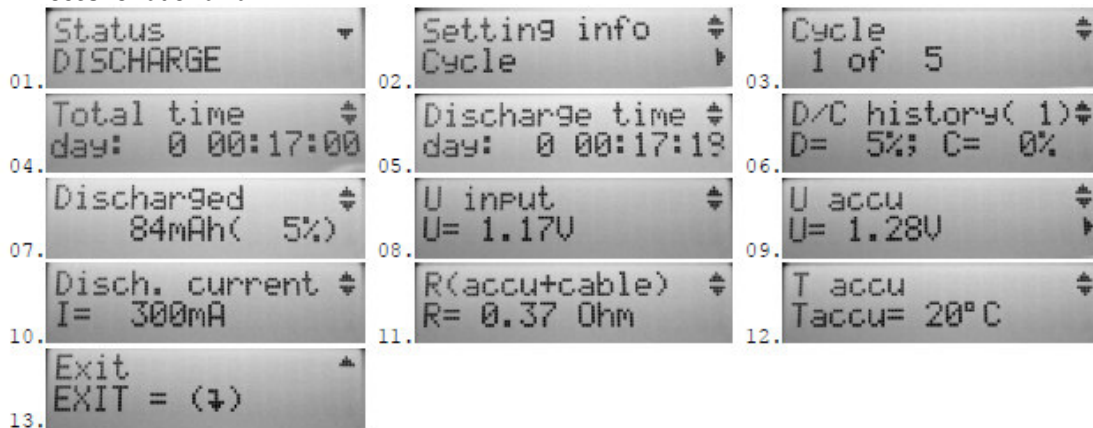 01. Status
DISCHARGE
02. Setting info
Cycle
03. Cycle
1 of 5
04. Total time
day: 0 00:17:00
05. Discharge time
day: 0 00:17:19
06. D/C history( 1)
D= 5%; C= 0%
07. Discharged
84mAh( 5%)
08. U input
U= 1.17V
09. U accu
U= 1.28V
10. Disch. current
I= 300mA
11. R(accu+cable)
R= 0.37 Ohm
12. T accu
Taccu= 20°C
13. Exit
EXIT = (↴)